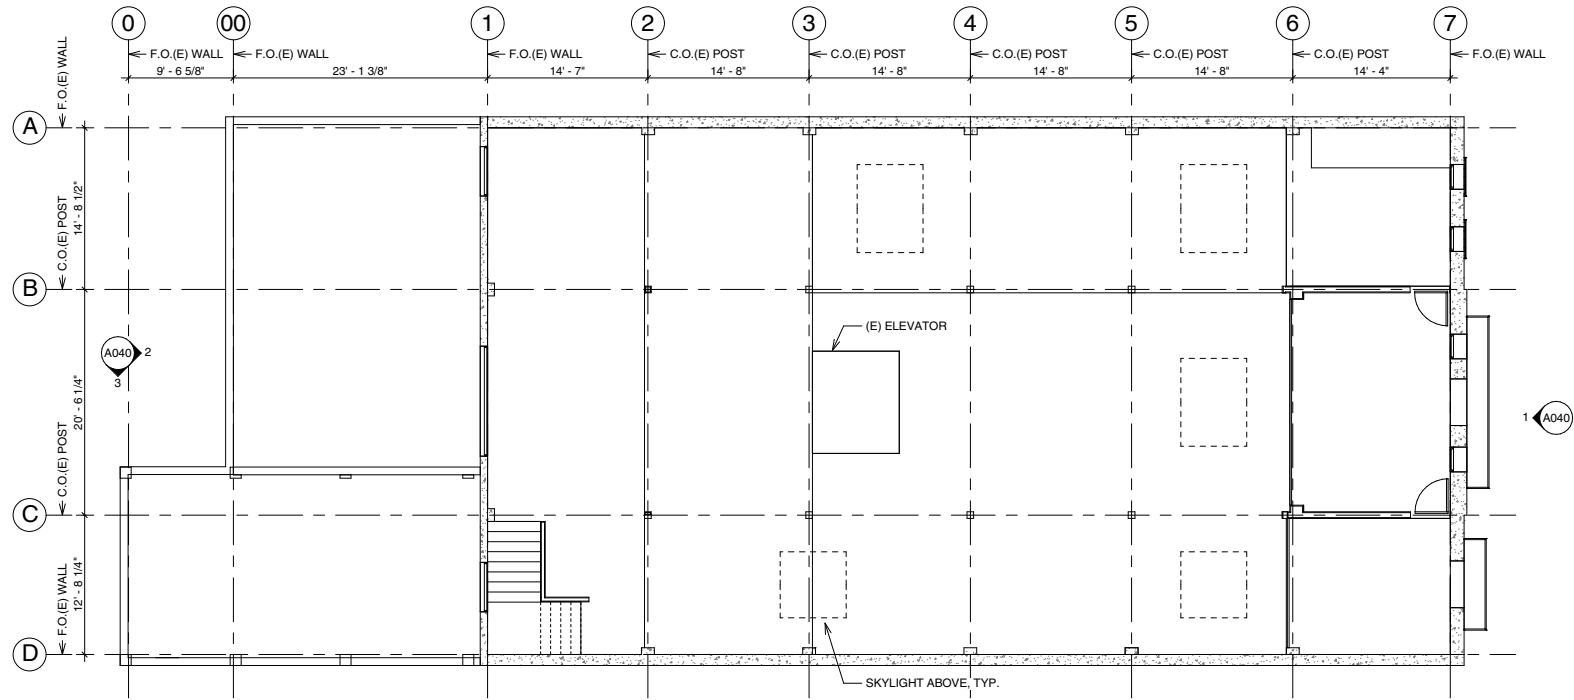 0 00 1 2 3 4 5 6 7
F.O.(E) WALL F.O.(E) WALL F.O.(E) WALL C.O.(E) POST C.O.(E) POST C.O.(E) POST C.O.(E) POST C.O.(E) POST F.O.(E) WALL
9' - 6 5/8" 23' - 1 3/8" 14' - 7" 14' - 8" 14' - 8" 14' - 8" 14' - 8" 14' - 4"
F.O.(E) WALL
A
14' - 8 1/2"
C.O.(E) POST
B
(E) ELEVATOR
A040 2
3
20' - 6 1/4"
1 A040
C.O.(E) POST
C
12' - 8 1/4"
F.O.(E) WALL
D
SKYLIGHT ABOVE, TYP.